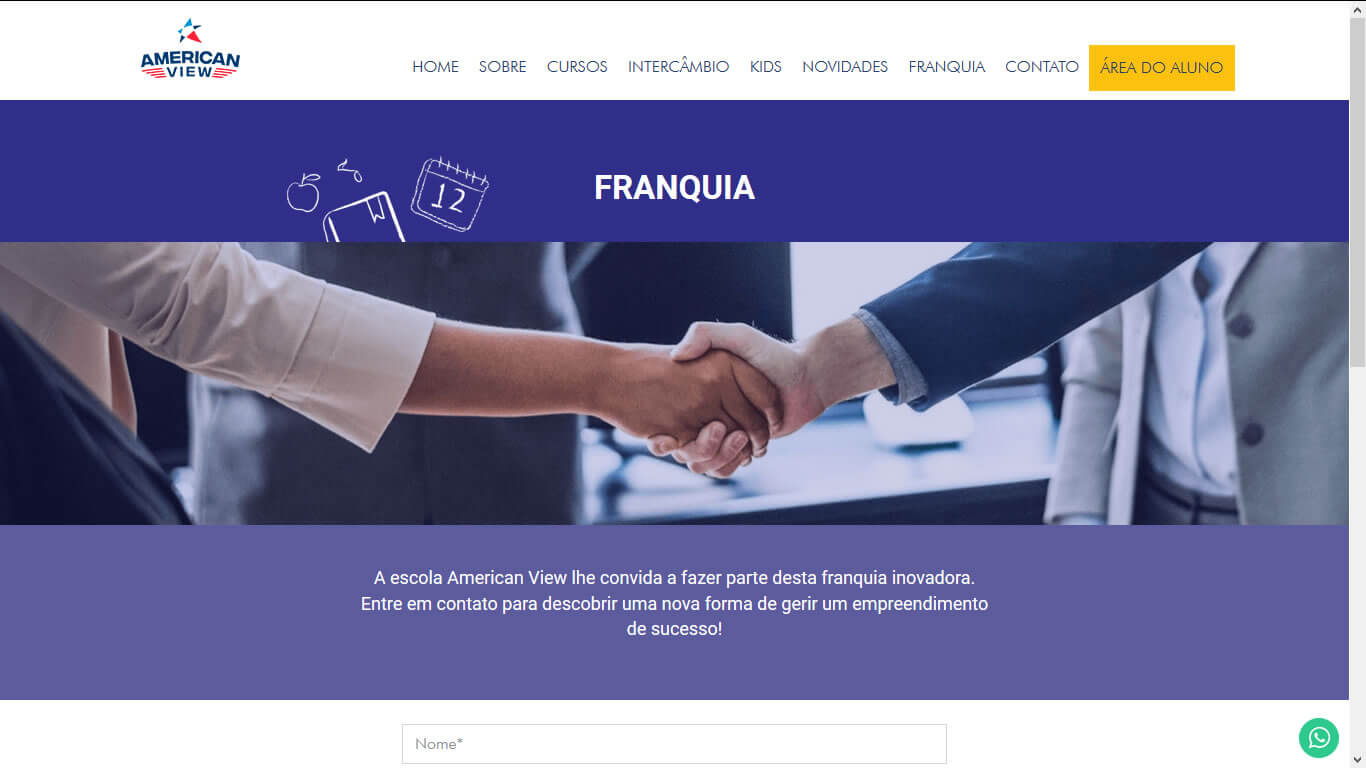 AMERICAN
VIEW
HOME SOBRE CURSOS INTERCÂMBIO KIDS NOVIDADES FRANQUIA CONTATO ÁREA DO ALUNO
12
FRANQUIA
A escola American View lhe convida a fazer parte desta franquia inovadora.
Entre em contato para descobrir uma nova forma de gerir um empreendimento
de sucesso!
Nome*